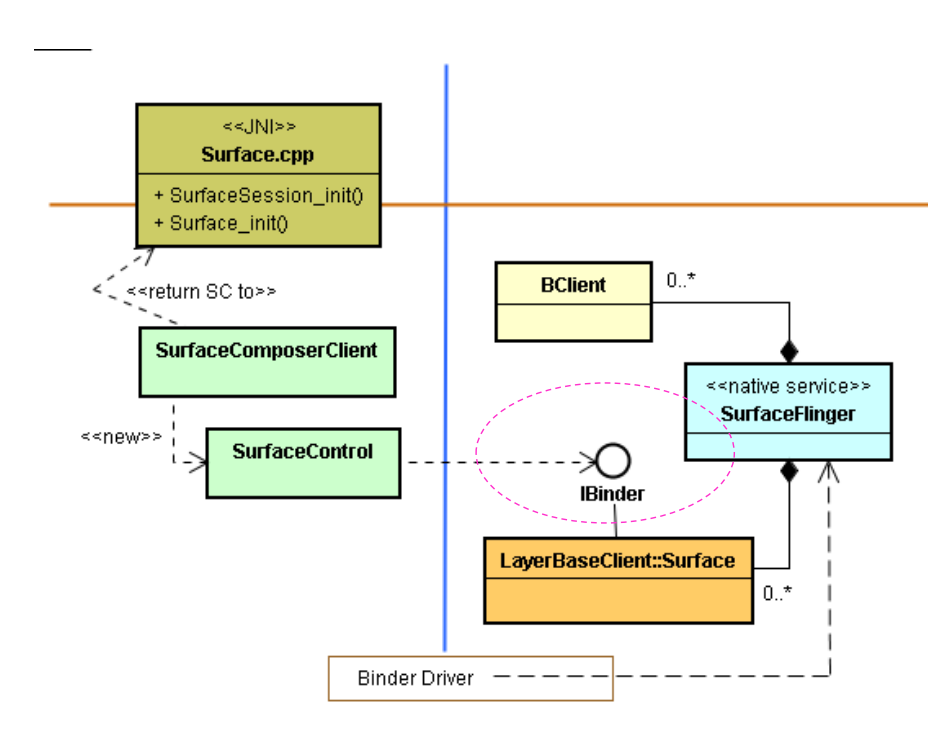 <<JNI>>
Surface.cpp
+ SurfaceSession_init()
+ Surface_init()
<<return SC to>>
BClient
0..*
SurfaceComposerClient
<<native service>>
SurfaceFlinger
<<new>>
SurfaceControl
IBinder
LayerBaseClient::Surface
0..*
Binder Driver